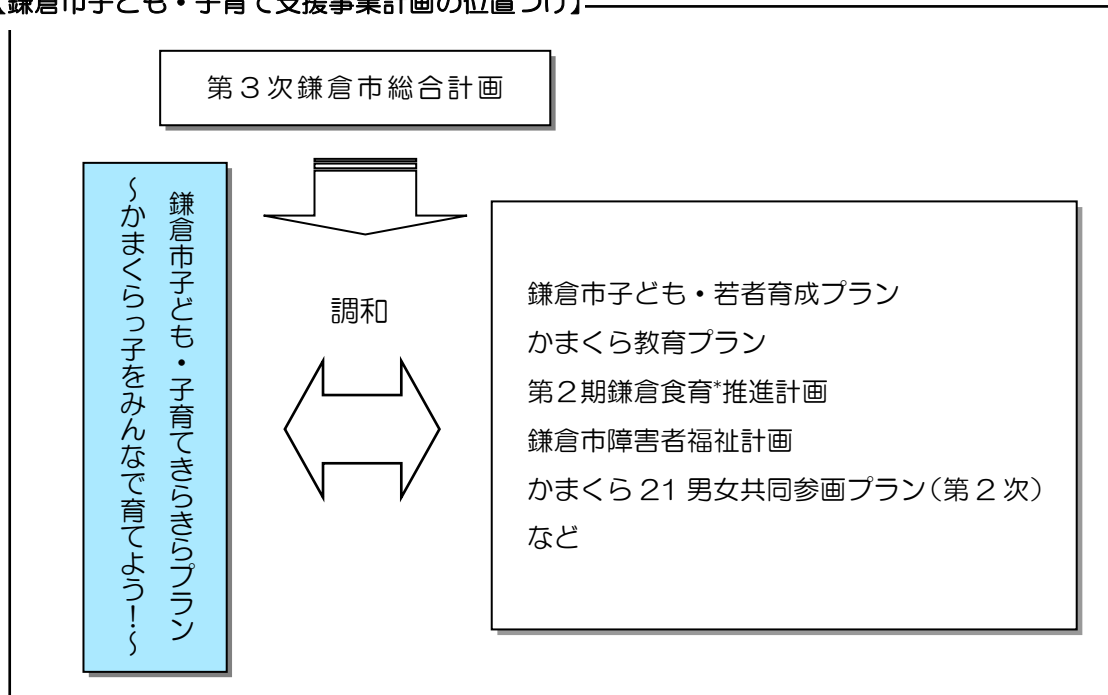 【鎌倉市子ども・子育て支援事業計画の位置づけ】
第３次鎌倉市総合計画
鎌倉市子ども・子育てきらきらプラン
～かまくらっ子をみんなで育てよう！～
調和
鎌倉市子ども・若者育成プラン
かまくら教育プラン
第２期鎌倉食育*推進計画
鎌倉市障害者福祉計画
かまくら 21 男女共同参画プラン（第２次）
など